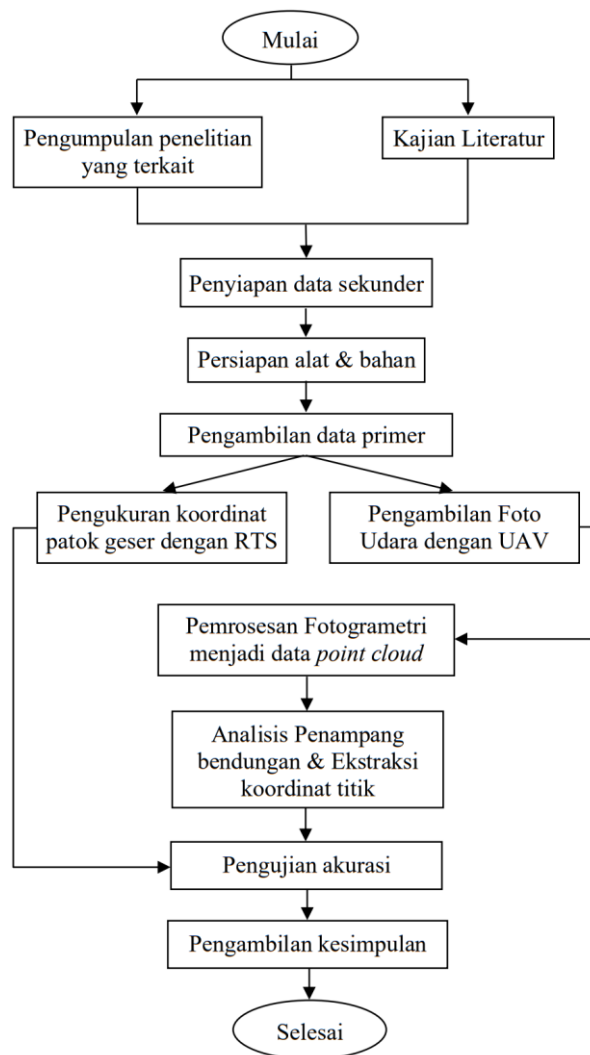 Mulai
Pengumpulan penelitian
yang terkait
Kajian Literatur
Penyiapan data sekunder
Persiapan alat & bahan
Pengambilan data primer
Pengukuran koordinat
patok geser dengan RTS
Pengambilan Foto
Udara dengan UAV
Pemrosesan Fotogrametri
menjadi data point cloud
Analisis Penampang
bendungan & Ekstraksi
koordinat titik
Pengujian akurasi
Pengambilan kesimpulan
Selesai